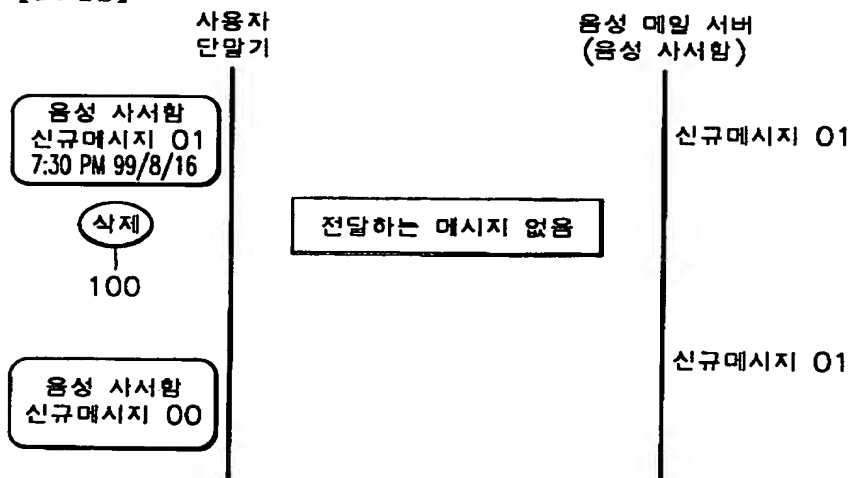 사용자
단말기
음성 메일 서버
(음성 사서함)
음성 사서함
신규메시지 01
7:30 PM 99/8/16
신규메시지 01
삭제
전달하는 메시지 없음
100
신규메시지 01
음성 사서함
신규메시지 00